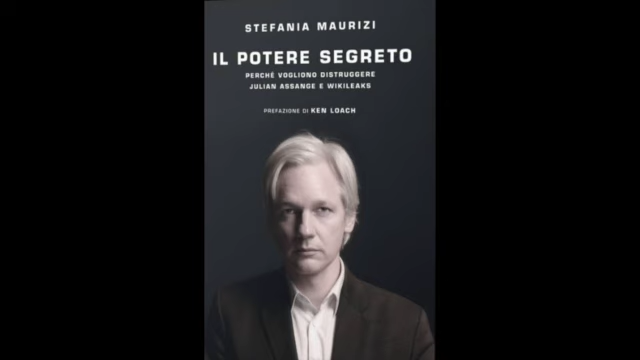 STEFANIA MAURIZI
IL POTERE SEGRETO
PERCHÉ VOGLIONO DISTRUGGERE
JULIAN ASSANGE E WIKILEAKS
PREFAZIONE DI KEN LOACH